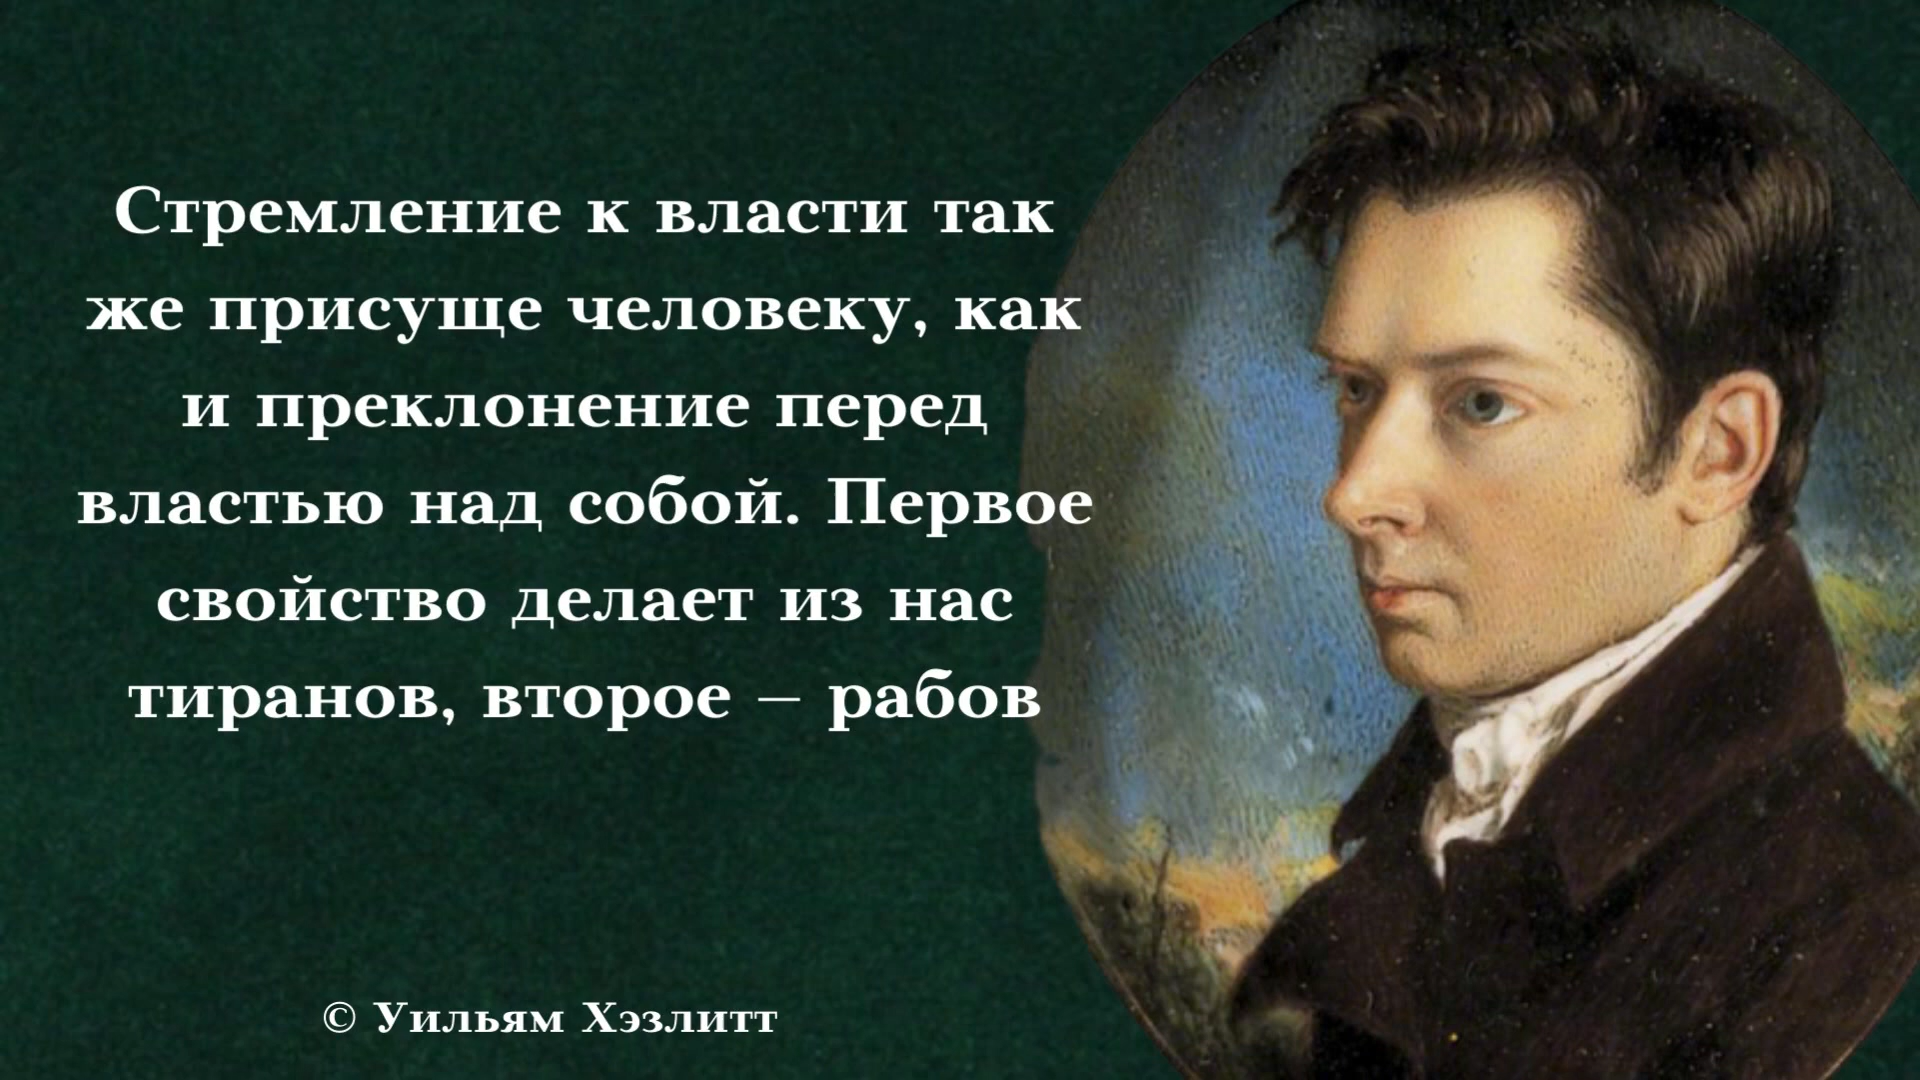 Стремление к власти так
же присуще человеку, как
и преклонение перед
властью над собой. Первое
свойство делает из нас
тиранов, второе – рабов
© Уильям Хэзлитт